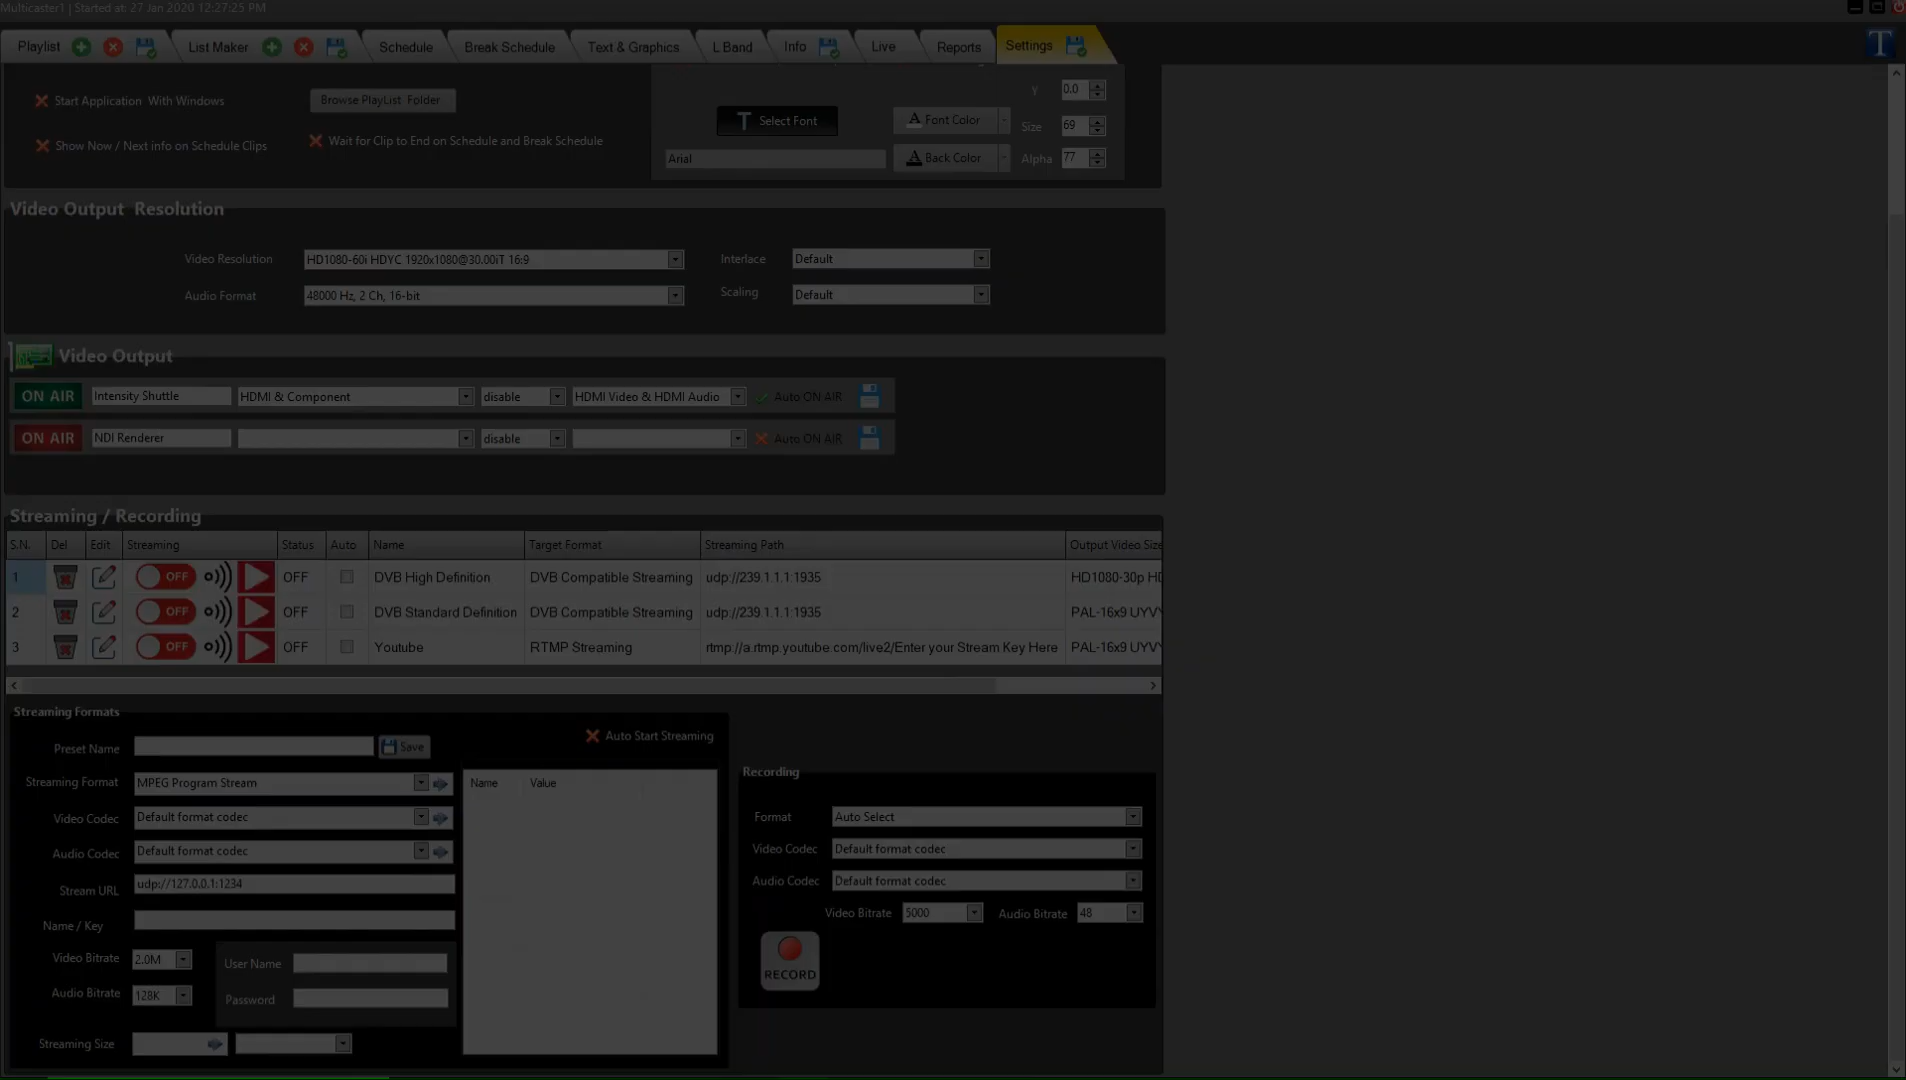 Multicaster1 | Started at: 27 Jan 2020 12:27:25 PM
Playlist List Maker Schedule Break Schedule Text & Graphics L Band Info Live Reports Settings T
Start Application With Windows
Browse PlayList Folder
Show Now / Next info on Schedule Clips
Wait for Clip to End on Schedule and Break Schedule
T Select Font
Arial
A Font Color
A Back Color
Y 0.0
Size 69
Alpha 77
Video Output Resolution
Video Resolution HD1080-60i HDYC 1920x1080@30.00iT 16:9 Interlace Default
Audio Format 48000 Hz, 2 Ch, 16-bit Scaling Default
Video Output
ON AIR Intensity Shuttle HDMI & Component disable HDMI Video & HDMI Audio Auto ON AIR
ON AIR NDI Renderer disable Auto ON AIR
Streaming / Recording
S.N. Del Edit Streaming Status Auto Name Target Format Streaming Path Output Video Size
1 OFF OFF DVB High Definition DVB Compatible Streaming udp://239.1.1.1:1935 HD1080-30p HD
2 OFF OFF DVB Standard Definition DVB Compatible Streaming udp://239.1.1.1:1935 PAL-16x9 UYVY
3 OFF OFF Youtube RTMP Streaming rtmp://a.rtmp.youtube.com/live2/Enter your Stream Key Here PAL-16x9 UYVY
Streaming Formats
Preset Name Save
Auto Start Streaming
Streaming Format MPEG Program Stream
Video Codec Default format codec
Audio Codec Default format codec
Stream URL udp://127.0.0.1:1234
Name / Key
Video Bitrate 2.0M
Audio Bitrate 128K
User Name
Password
Streaming Size
Name Value
Recording
Format Auto Select
Video Codec Default format codec
Audio Codec Default format codec
Video Bitrate 5000 Audio Bitrate 48
RECORD